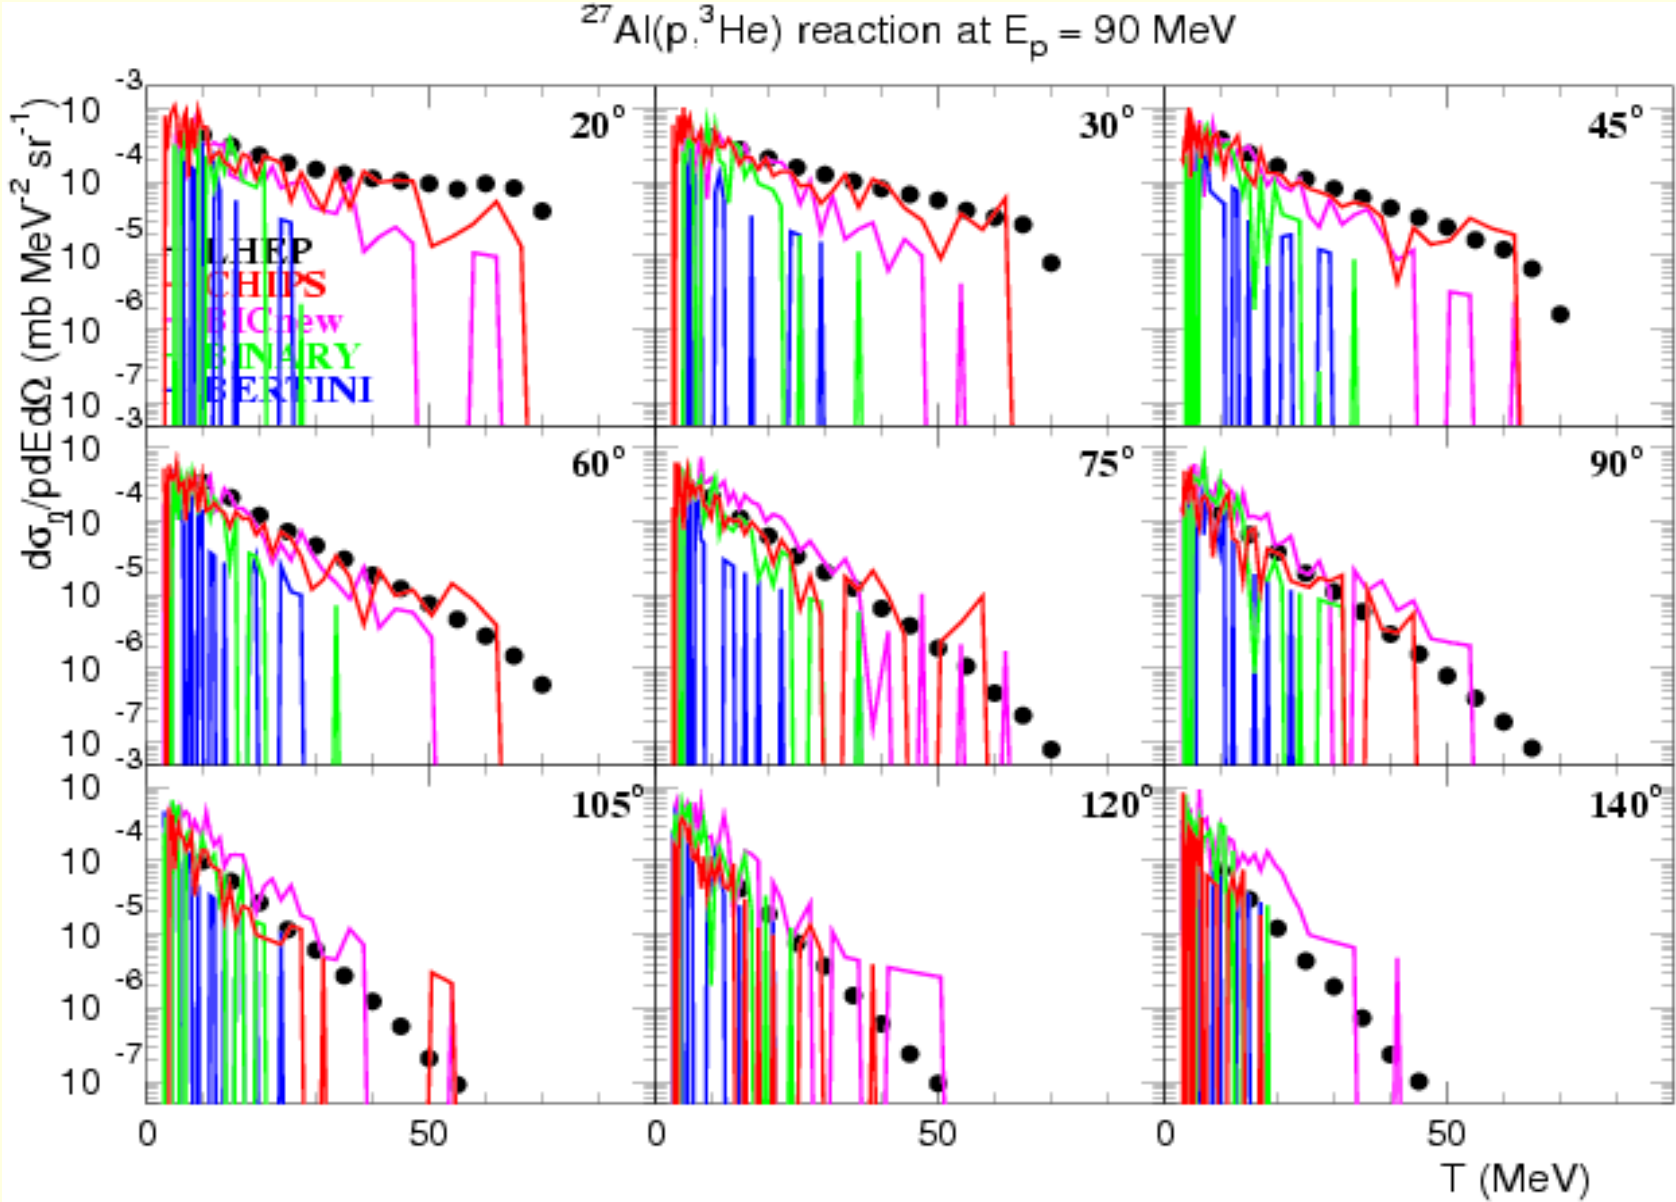 27Al(p,3He) reaction at Ep = 90 MeV
dση/pdEdΩ (mb MeV-2 sr-1)
10-3
10-4
10-5
10-6
10-7
20°
30°
45°
LHEP
CHIPS
BICnew
BINARY
BERTINI
10-3
10-4
10-5
10-6
10-7
60°
75°
90°
10-3
10-4
10-5
10-6
10-7
105°
120°
140°
0 50 0 50 0 50
T (MeV)